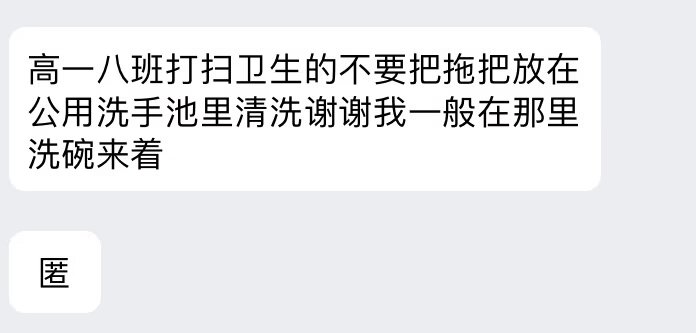 高一八班打扫卫生的不要把拖把放在
公用洗手池里清洗谢谢我一般在那里
洗碗来着
匿